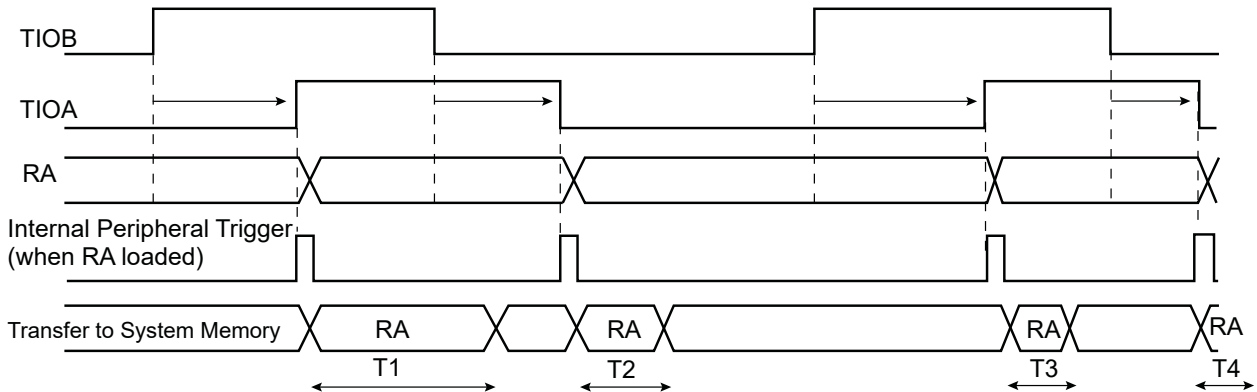 TIOB
TIOA
RA
Internal Peripheral Trigger
(when RA loaded)
Transfer to System Memory
RA
RA
RA
RA
T1
T2
T3
T4